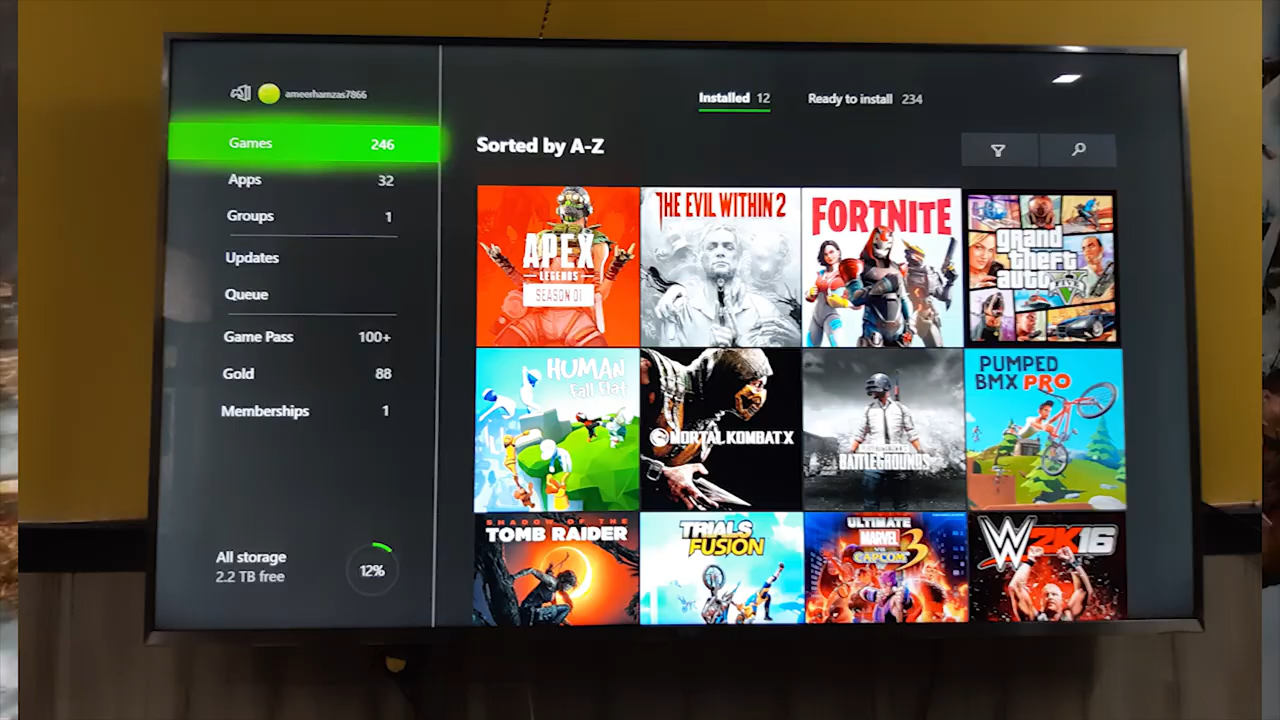 ameerhamzas7866
Installed 12
Ready to install 234
Games 246
Apps 32
Groups 1
Updates
Queue
Game Pass 100+
Gold 88
Memberships 1
All storage
2.2 TB free
12%
Sorted by A-Z
APEX
LEGENDS
SEASON 01
THE EVIL WITHIN 2
FORTNITE
grand
theft
auto V
HUMAN
Fall Flat
MORTAL KOMBAT X
BATTLEGROUNDS
PUMPED
BMX PRO
SHADOW OF THE
TOMB RAIDER
TRIALS
FUSION
ULTIMATE
MARVEL
VS
CAPCOM 3
W 2K16